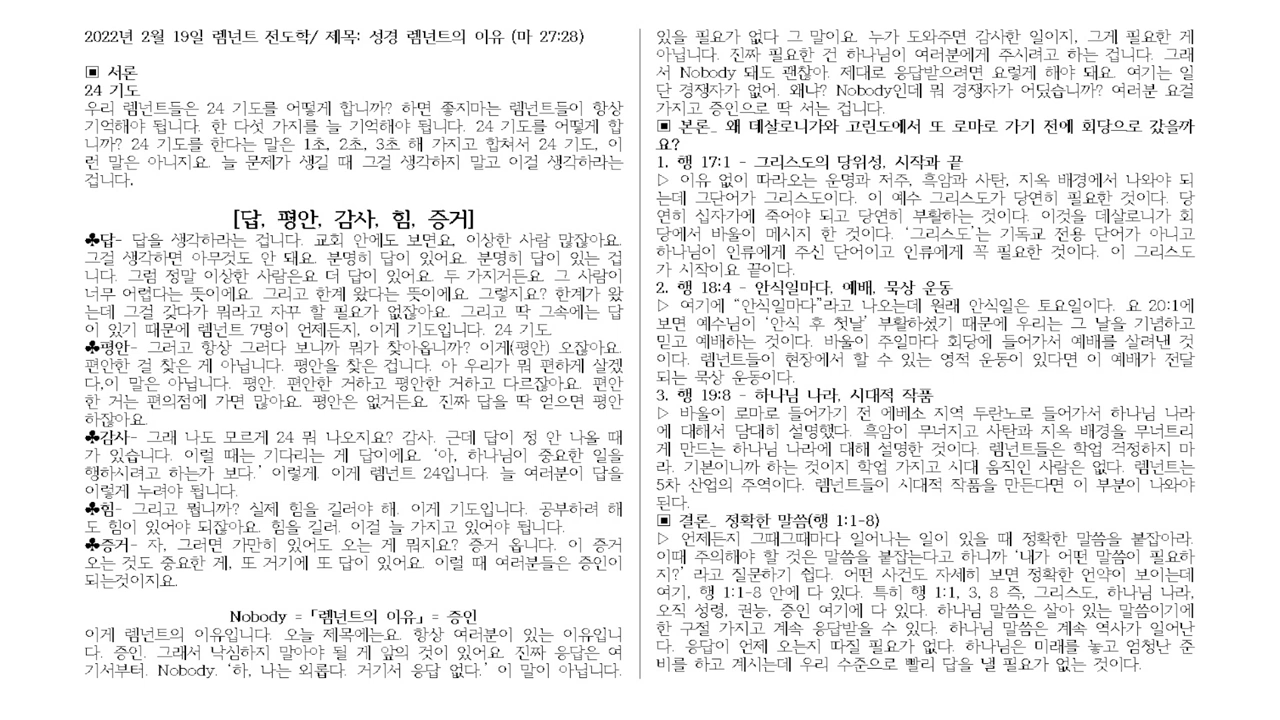 2022년 2월 19일 렘넌트 전도학/ 제목: 성경 렘넌트의 이유 (마 27:28)
▣ 서론
24 기도
우리 렘넌트들은 24 기도를 어떻게 합니까? 하면 좋지마는 렘넌트들이 항상
기억해야 됩니다. 한 다섯 가지를 늘 기억해야 됩니다. 24 기도를 어떻게 합
니까? 24 기도를 한다는 말은 1초, 2초, 3초 해 가지고 합쳐서 24 기도, 이
런 말은 아니지요. 늘 문제가 생길 때 그걸 생각하지 말고 이걸 생각하라는
겁니다.
[답, 평안, 감사, 힘, 증거]
♣답- 답을 생각하라는 겁니다. 교회 안에도 보면요, 이상한 사람 많잖아요.
그걸 생각하면 아무것도 안 돼요. 분명히 답이 있어요. 분명히 답이 있는 겁
니다. 그럼 정말 이상한 사람은요 더 답이 있어요. 두 가지거든요. 그 사람이
너무 어렵다는 뜻이에요. 그리고 한계 왔다는 뜻이에요. 그렇지요? 한계가 왔
는데 그걸 갖다가 뭐라고 자꾸 할 필요가 없잖아요. 그리고 딱 그속에는 답
이 있기 때문에 렘넌트 7명이 언제든지, 이게 기도입니다. 24 기도.
♣평안- 그러고 항상 그러다 보니까 뭐가 찾아옵니까? 이게(평안) 오잖아요.
편안한 걸 찾은 게 아닙니다. 평안을 찾은 겁니다. 아 우리가 뭐 편하게 살겠
다.이 말은 아닙니다. 평안. 편안한 거하고 평안한 거하고 다르잖아요. 편안
한 거는 편의점에 가면 많아요. 평안은 없거든요. 진짜 답을 딱 얻으면 평안
하잖아요.
♣감사- 그래 나도 모르게 24 뭐 나오지요? 감사. 근데 답이 정 안 나올 때
가 있습니다. 이럴 때는 기다리는 게 답이에요. '아, 하나님이 중요한 일을
행하시려고 하는가 보다.' 이렇게. 이게 렘넌트 24입니다. 늘 여러분이 답을
이렇게 누려야 됩니다.
♣힘- 그리고 뭡니까? 실제 힘을 길러야 해. 이게 기도입니다. 공부하려 해
도 힘이 있어야 되잖아요. 힘을 길러. 이걸 늘 가지고 있어야 됩니다.
♣증거- 자, 그러면 가만히 있어도 오는 게 뭐지요? 증거 옵니다. 이 증거
오는 것도 중요한 게, 또 거기에 또 답이 있어요. 이럴 때 여러분들은 증인이
되는것이지요.
Nobody =「렘넌트의 이유」= 증인
이게 렘넌트의 이유입니다. 오늘 제목에는요. 항상 여러분이 있는 이유입니
다. 증인. 그래서 낙심하지 말아야 될 게 앞의 것이 있어요. 진짜 응답은 여
기서부터. Nobody. '하, 나는 외롭다. 거기서 응답 없다.' 이 말이 아닙니다.
있을 필요가 없다 그 말이요. 누가 도와주면 감사한 일이지, 그게 필요한 게
아닙니다. 진짜 필요한 건 하나님이 여러분에게 주시려고 하는 겁니다. 그래
서 Nobody 돼도 괜찮아. 제대로 응답받으려면 요렇게 해야 돼요. 여기는 일
단 경쟁자가 없어. 왜냐? Nobody인데 뭐 경쟁자가 어딨습니까? 여러분 요걸
가지고 증인으로 딱 서는 겁니다.
▣ 본론_ 왜 데살로니가와 고린도에서 또 로마로 가기 전에 회당으로 갔을까
요?
1. 행 17:1 - 그리스도의 당위성, 시작과 끝
▷ 이유 없이 따라오는 운명과 저주, 흑암과 사탄, 지옥 배경에서 나와야 되
는데 그단어가 그리스도이다. 이 예수 그리스도가 당연히 필요한 것이다. 당
연히 십자가에 죽어야 되고 당연히 부활하는 것이다. 이것을 데살로니가 회
당에서 바울이 메시지 한 것이다. '그리스도'는 기독교 전용 단어가 아니고
하나님이 인류에게 주신 단어이고 인류에게 꼭 필요한 것이다. 이 그리스도
가 시작이요 끝이다.
2. 행 18:4 - 안식일마다, 예배, 묵상 운동
▷ 여기에 "안식일마다"라고 나오는데 원래 안식일은 토요일이다. 요 20:1에
보면 예수님이 '안식 후 첫날' 부활하셨기 때문에 우리는 그 날을 기념하고
믿고 예배하는 것이다. 바울이 주일마다 회당에 들어가서 예배를 살려낸 것
이다. 렘넌트들이 현장에서 할 수 있는 영적 운동이 있다면 이 예배가 전달
되는 묵상 운동이다.
3. 행 19:8 - 하나님 나라, 시대적 작품
▷ 바울이 로마로 들어가기 전 에베소 지역 두란노로 들어가서 하나님 나라
에 대해서 담대히 설명했다. 흑암이 무너지고 사탄과 지옥 배경을 무너트리
게 만드는 하나님 나라에 대해 설명한 것이다. 렘넌트들은 학업 걱정하지 마
라. 기본이니까 하는 것이지 학업 가지고 시대 움직인 사람은 없다. 렘넌트는
5차 산업의 주역이다. 렘넌트들이 시대적 작품을 만든다면 이 부분이 나와야
된다.
▣ 결론_ 정확한 말씀(행 1:1-8)
▷ 언제든지 그때그때마다 일어나는 일이 있을 때 정확한 말씀을 붙잡아라.
이때 주의해야 할 것은 말씀을 붙잡는다고 하니까 '내가 어떤 말씀이 필요하
지?' 라고 질문하기 쉽다. 어떤 사건도 자세히 보면 정확한 언약이 보이는데
여기, 행 1:1-8 안에 다 있다. 특히 행 1:1, 3, 8 즉, 그리스도, 하나님 나라,
오직 성령, 권능, 증인 여기에 다 있다. 하나님 말씀은 살아 있는 말씀이기에
한 구절 가지고 계속 응답받을 수 있다. 하나님 말씀은 계속 역사가 일어난
다. 응답이 언제 오는지 따질 필요가 없다. 하나님은 미래를 놓고 엄청난 준
비를 하고 계시는데 우리 수준으로 빨리 답을 낼 필요가 없는 것이다.